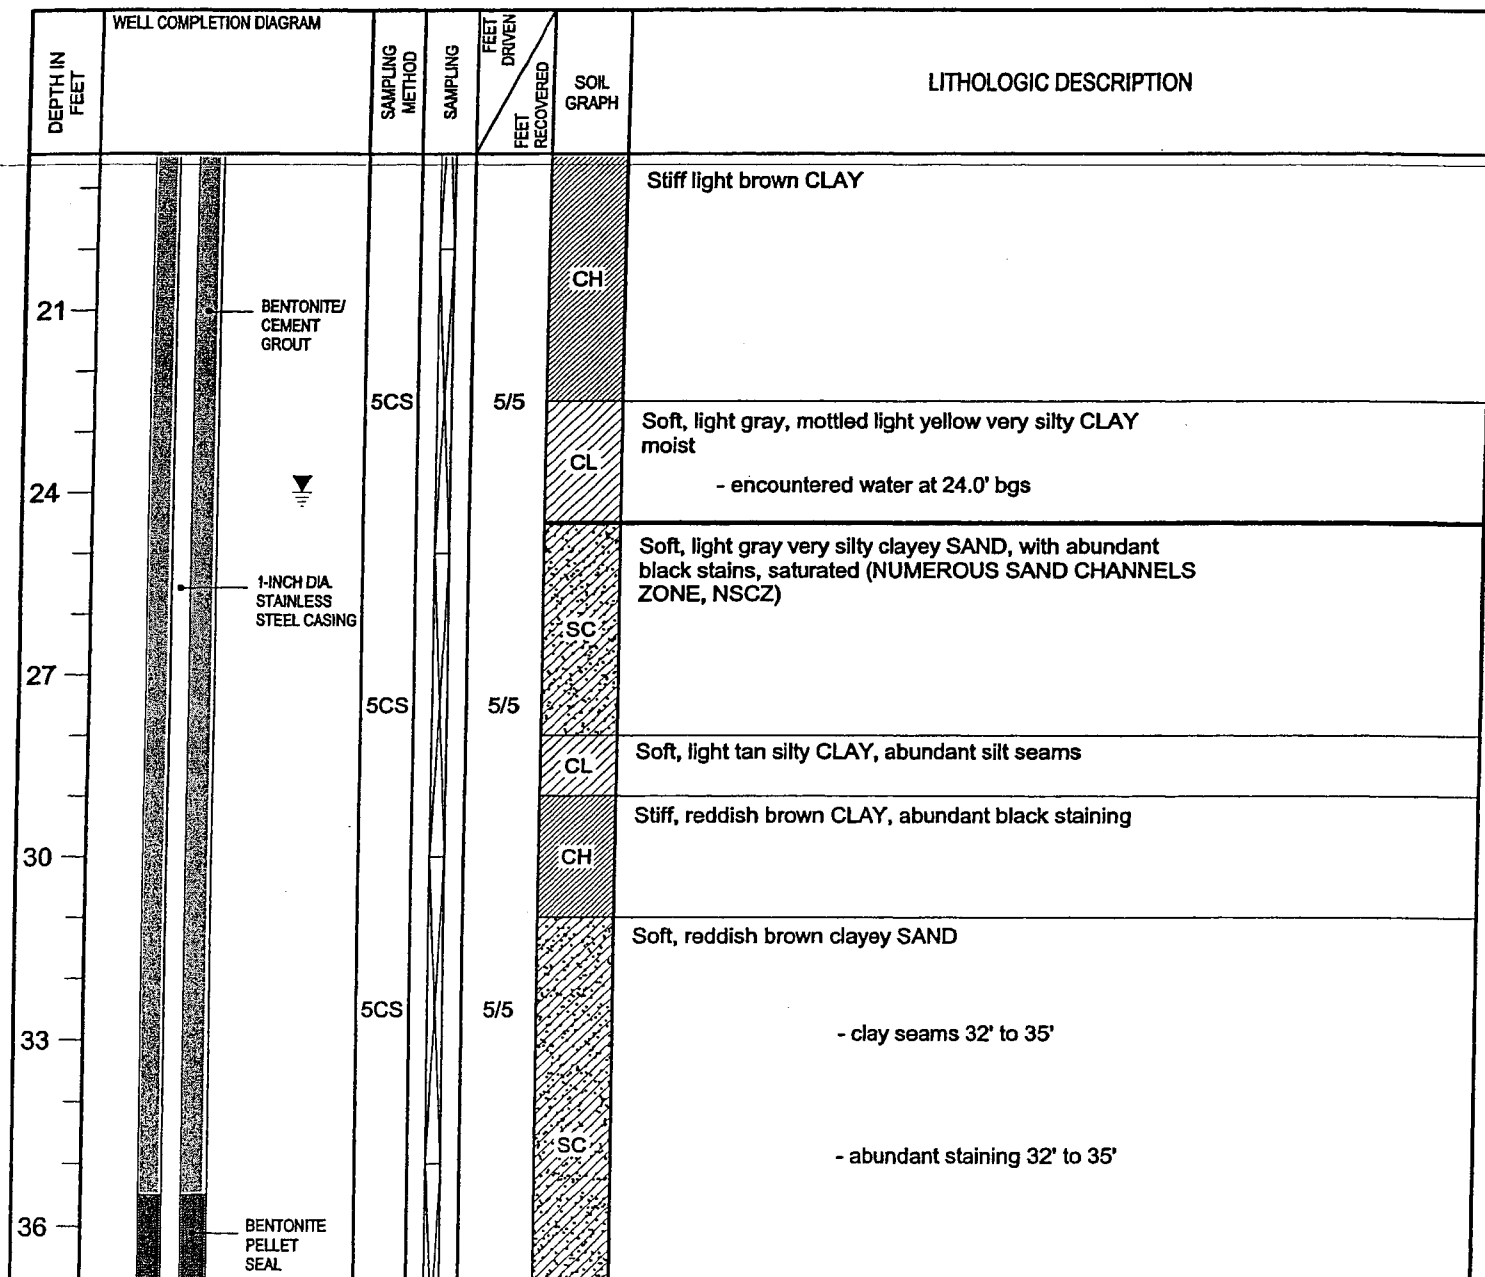 WELL COMPLETION DIAGRAM
DEPTH IN
FEET
SAMPLING
METHOD
SAMPLING
FEET
DRIVEN
FEET
RECOVERED
SOIL
GRAPH
LITHOLOGIC DESCRIPTION
Stiff light brown CLAY
CH
21
BENTONITE/
CEMENT
GROUT
5CS
5/5
Soft, light gray, mottled light yellow very silty CLAY
moist
CL
- encountered water at 24.0' bgs
24
Soft, light gray very silty clayey SAND, with abundant
black stains, saturated (NUMEROUS SAND CHANNELS
ZONE, NSCZ)
1-INCH DIA.
STAINLESS
STEEL CASING
SC
27
5CS
5/5
Soft, light tan silty CLAY, abundant silt seams
CL
Stiff, reddish brown CLAY, abundant black staining
30
CH
Soft, reddish brown clayey SAND
5CS
5/5
33
- clay seams 32' to 35'
SC
- abundant staining 32' to 35'
36
BENTONITE
PELLET
SEAL